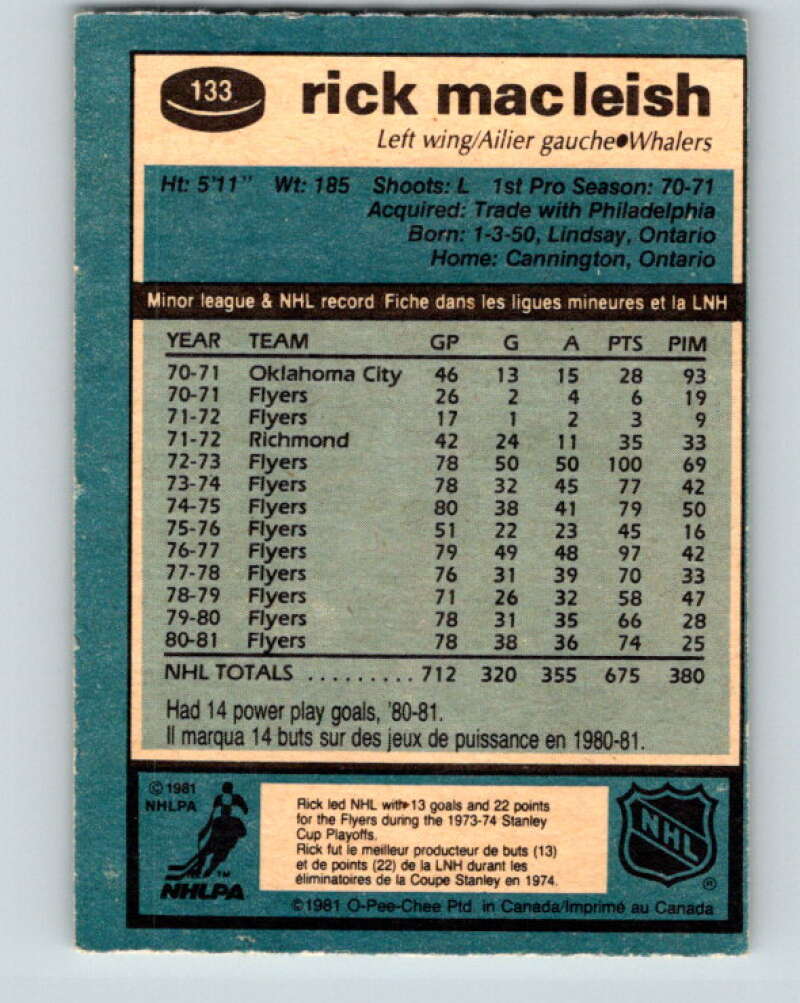 133
rick macleish
Left wing/Ailier gauche●Whalers
Ht: 5'11" Wt: 185 Shoots: L 1st Pro Season: 70-71
Acquired: Trade with Philadelphia
Born: 1-3-50, Lindsay, Ontario
Home: Cannington, Ontario
Minor league & NHL record Fiche dans les ligues mineures et la LNH
YEAR TEAM GP G A PTS PIM
70-71 Oklahoma City 46 13 15 28 93
70-71 Flyers 26 2 4 6 19
71-72 Flyers 17 1 2 3 9
71-72 Richmond 42 24 11 35 33
72-73 Flyers 78 50 50 100 69
73-74 Flyers 78 32 45 77 42
74-75 Flyers 80 38 41 79 50
75-76 Flyers 51 22 23 45 16
76-77 Flyers 79 49 48 97 42
77-78 Flyers 76 31 39 70 33
78-79 Flyers 71 26 32 58 47
79-80 Flyers 78 31 35 66 28
80-81 Flyers 78 38 36 74 25
NHL TOTALS ......... 712 320 355 675 380
Had 14 power play goals, '80-81.
Il marqua 14 buts sur des jeux de puissance en 1980-81.
©1981
NHLPA
TM
NHLPA
Rick led NHL with 13 goals and 22 points
for the Flyers during the 1973-74 Stanley
Cup Playoffs.
Rick fut le meilleur producteur de buts (13)
et de points (22) de la LNH durant les
éliminatoires de la Coupe Stanley en 1974.
NHL
®
©1981 O-Pee-Chee Ptd. in Canada/Imprimé au Canada